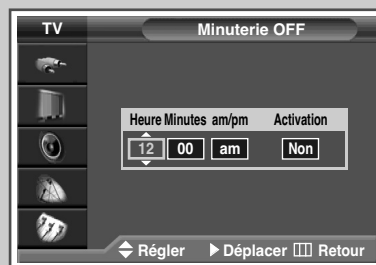 TV Minuterie OFF
Heure Minutes am/pm Activation
12 00 am Non
Régler Déplacer Retour